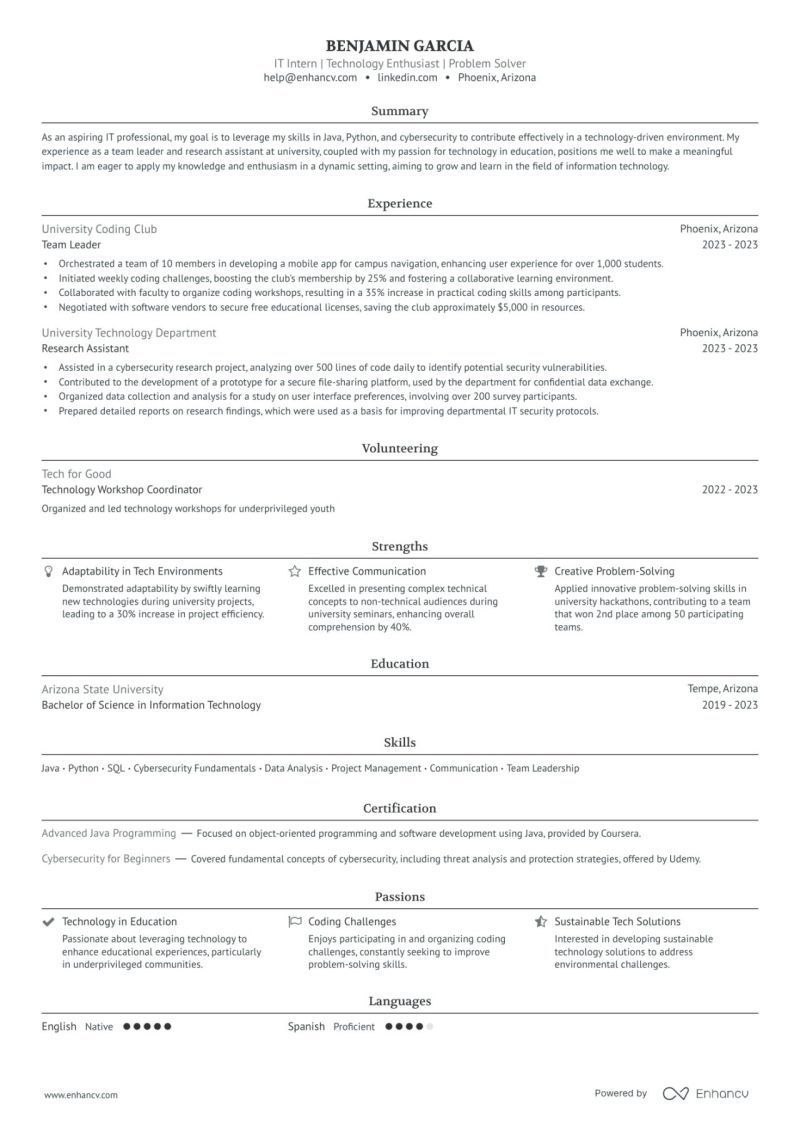 BENJAMIN GARCIA
IT Intern | Technology Enthusiast | Problem Solver
help@enhancv.com • linkedin.com • Phoenix, Arizona
Summary
As an aspiring IT professional, my goal is to leverage my skills in Java, Python, and cybersecurity to contribute effectively in a technology-driven environment. My
experience as a team leader and research assistant at university, coupled with my passion for technology in education, positions me well to make a meaningful
impact. I am eager to apply my knowledge and enthusiasm in a dynamic setting, aiming to grow and learn in the field of information technology.
Experience
University Coding Club Phoenix, Arizona
Team Leader 2023 - 2023
• Orchestrated a team of 10 members in developing a mobile app for campus navigation, enhancing user experience for over 1,000 students.
• Initiated weekly coding challenges, boosting the club's membership by 25% and fostering a collaborative learning environment.
• Collaborated with faculty to organize coding workshops, resulting in a 35% increase in practical coding skills among participants.
• Negotiated with software vendors to secure free educational licenses, saving the club approximately $5,000 in resources.
University Technology Department Phoenix, Arizona
Research Assistant 2023 - 2023
• Assisted in a cybersecurity research project, analyzing over 500 lines of code daily to identify potential security vulnerabilities.
• Contributed to the development of a prototype for a secure file-sharing platform, used by the department for confidential data exchange.
• Organized data collection and analysis for a study on user interface preferences, involving over 200 survey participants.
• Prepared detailed reports on research findings, which were used as a basis for improving departmental IT security protocols.
Volunteering
Tech for Good
Technology Workshop Coordinator 2022 - 2023
Organized and led technology workshops for underprivileged youth
Strengths
Adaptability in Tech Environments
Demonstrated adaptability by swiftly learning
new technologies during university projects,
leading to a 30% increase in project efficiency.
Effective Communication
Excelled in presenting complex technical
concepts to non-technical audiences during
university seminars, enhancing overall
comprehension by 40%.
Creative Problem-Solving
Applied innovative problem-solving skills in
university hackathons, contributing to a team
that won 2nd place among 50 participating
teams.
Education
Arizona State University Tempe, Arizona
Bachelor of Science in Information Technology 2019 - 2023
Skills
Java · Python · SQL · Cybersecurity Fundamentals · Data Analysis · Project Management · Communication · Team Leadership
Certification
Advanced Java Programming — Focused on object-oriented programming and software development using Java, provided by Coursera.
Cybersecurity for Beginners — Covered fundamental concepts of cybersecurity, including threat analysis and protection strategies, offered by Udemy.
Passions
Technology in Education
Passionate about leveraging technology to
enhance educational experiences, particularly
in underprivileged communities.
Coding Challenges
Enjoys participating in and organizing coding
challenges, constantly seeking to improve
problem-solving skills.
Sustainable Tech Solutions
Interested in developing sustainable
technology solutions to address
environmental challenges.
Languages
English Native Spanish Proficient
www.enhancv.com Powered by Enhancv